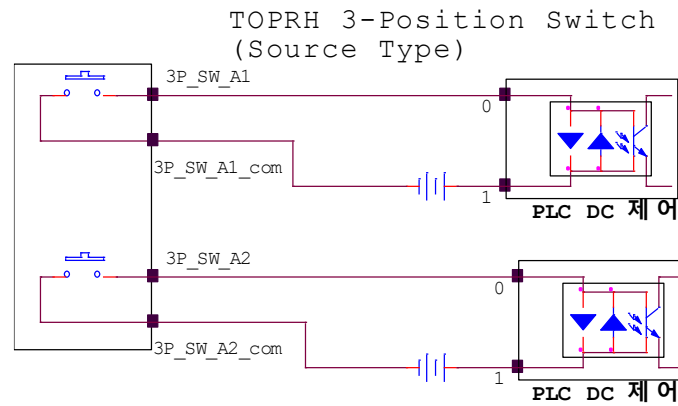 TOPRH 3-Position Switch
(Source Type)
3P_SW_A1
0
3P_SW_A1_com
1
PLC DC 제어
3P_SW_A2
0
3P_SW_A2_com
1
PLC DC 제어